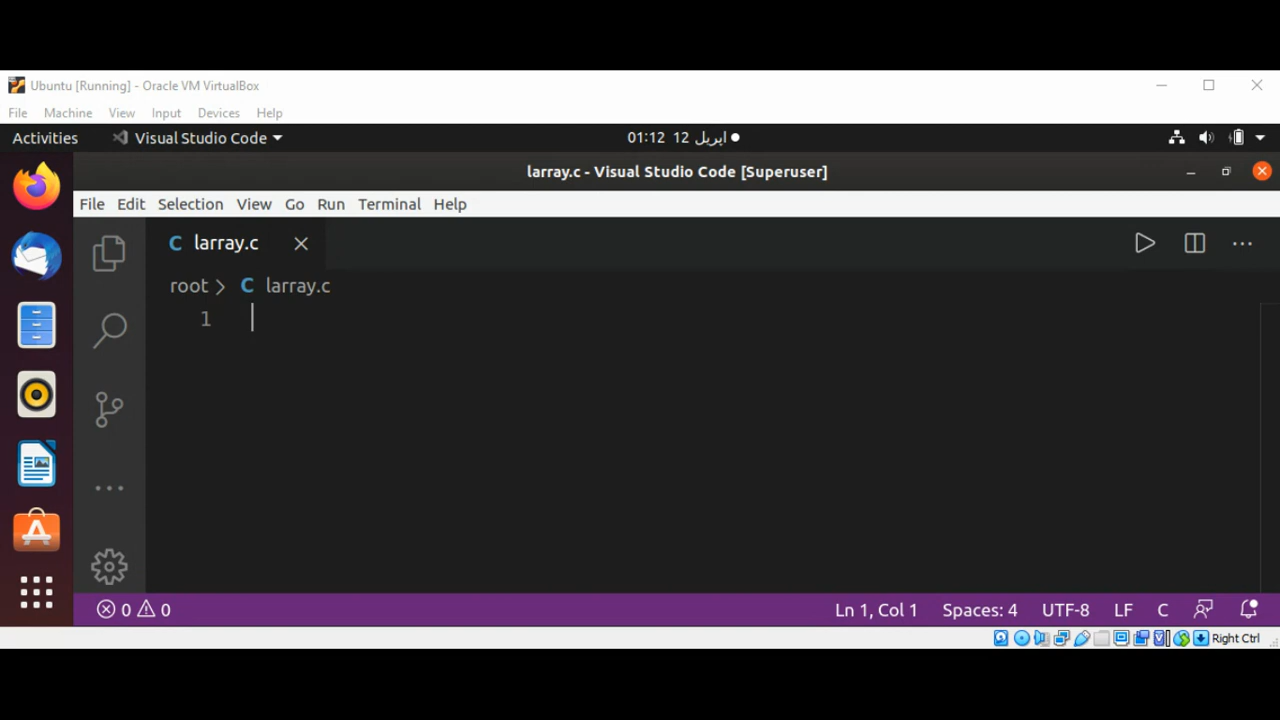 Ubuntu [Running] - Oracle VM VirtualBox
File Machine View Input Devices Help
Activities Visual Studio Code 01:12 12 اپریل
larray.c - Visual Studio Code [Superuser]
File Edit Selection View Go Run Terminal Help
C larray.c
root > C larray.c
1
0 0 Ln 1, Col 1 Spaces: 4 UTF-8 LF C
Right Ctrl